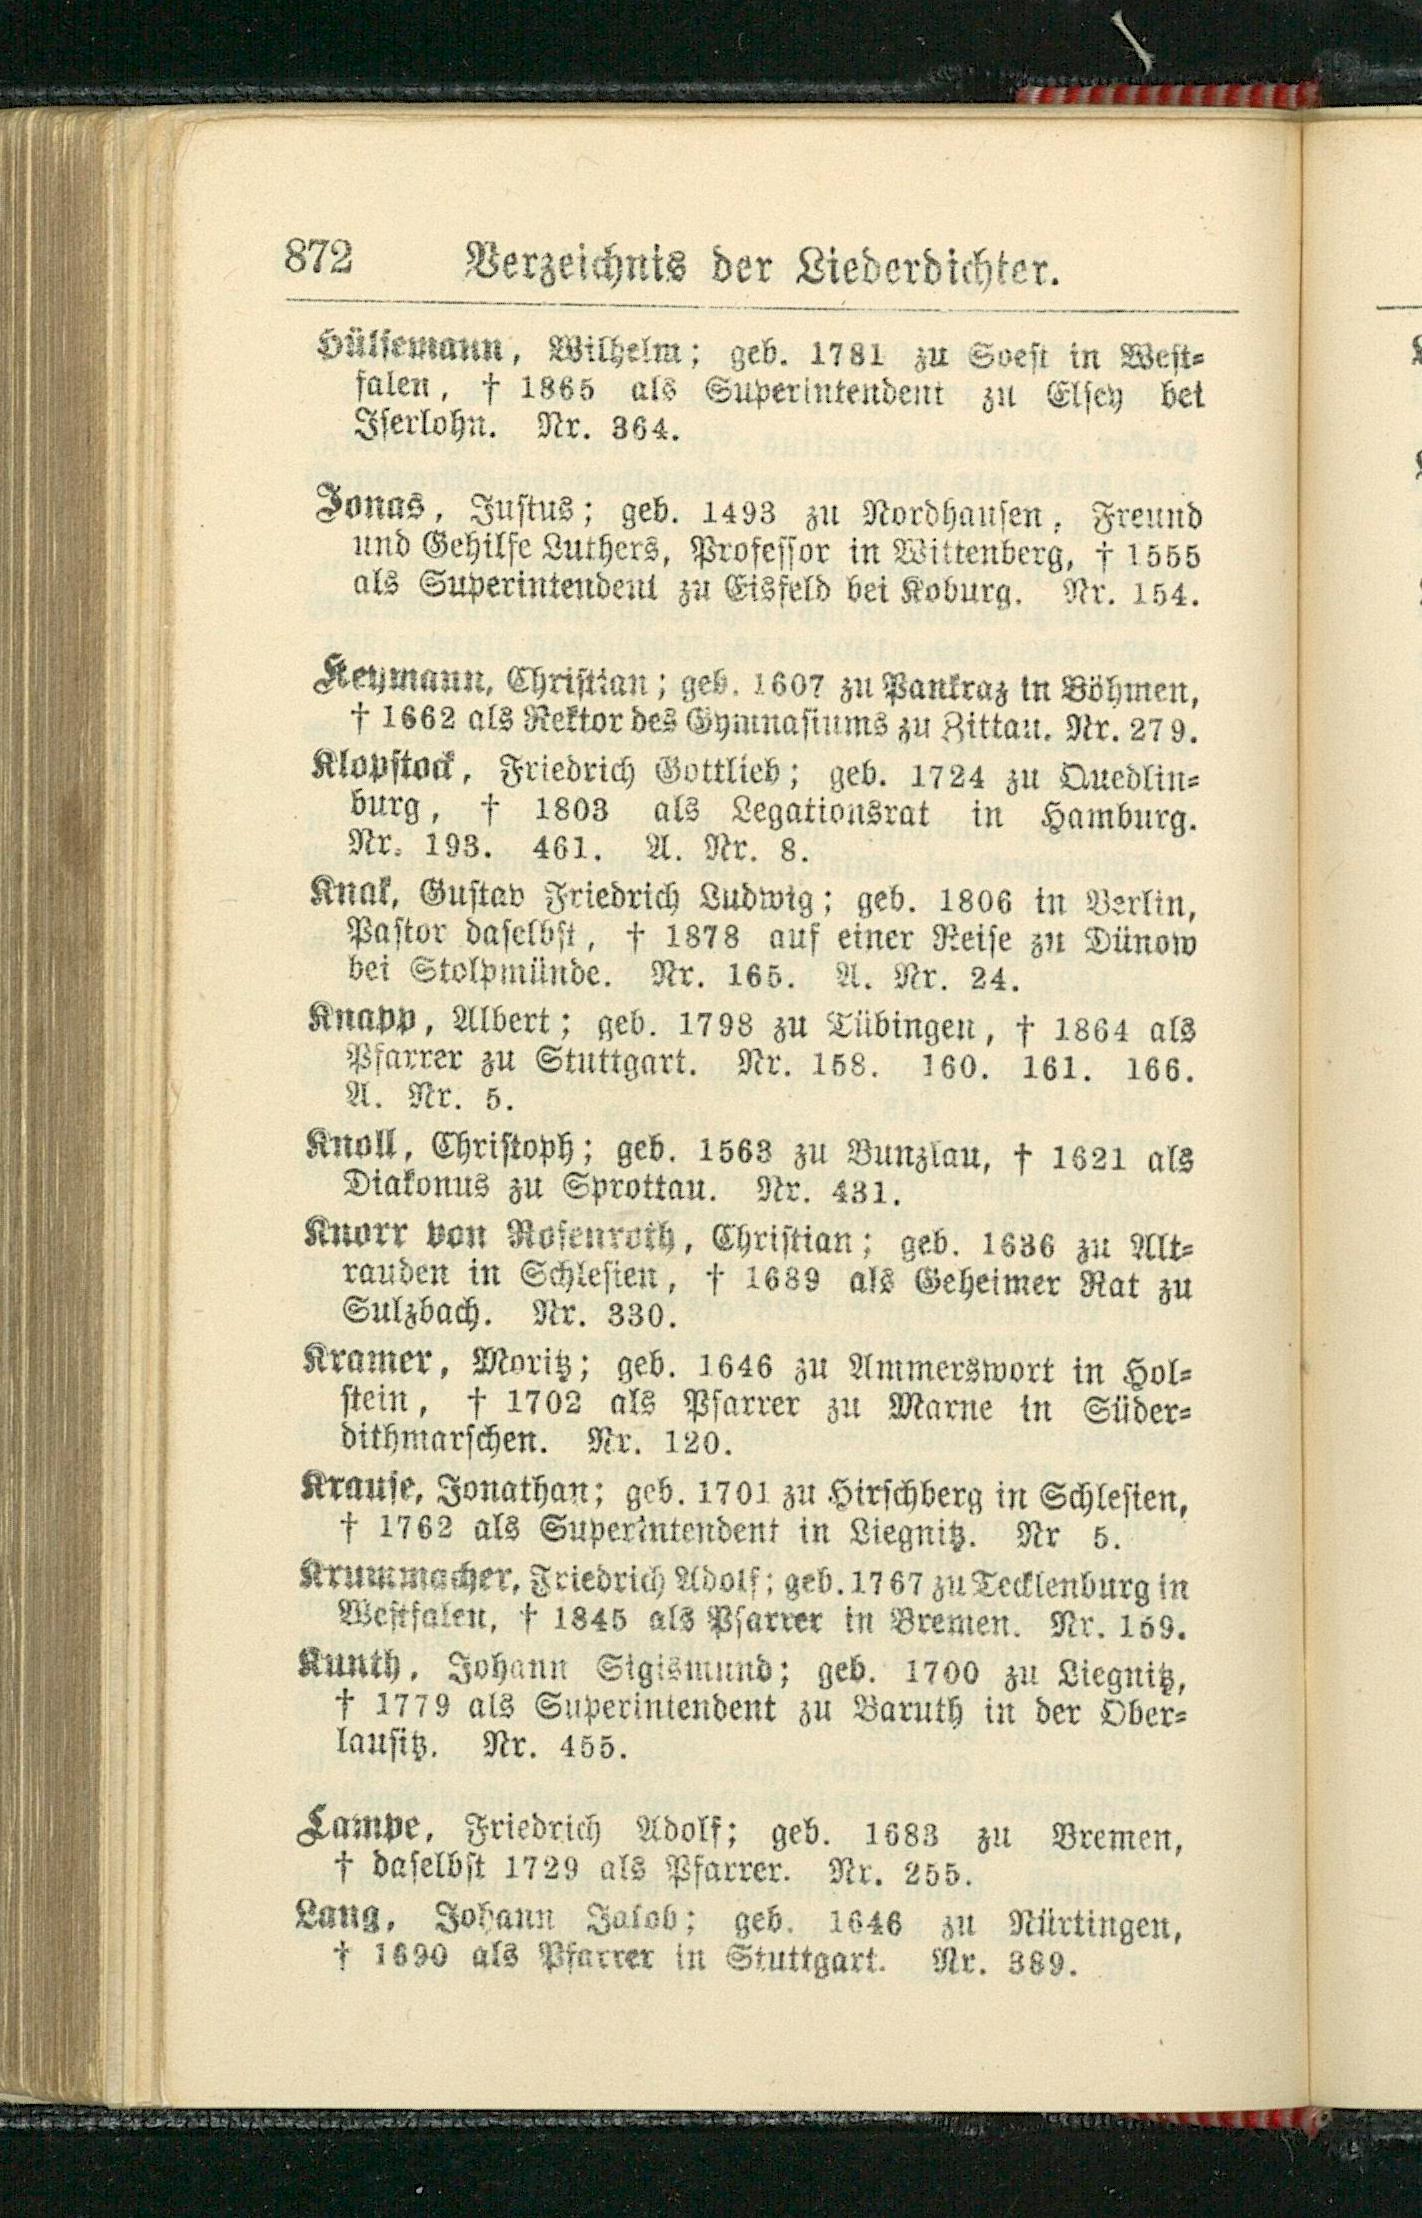 872 Verzeichnis der Liederdichter.
Hülsemann, Wilhelm; geb. 1781 zu Soest in West=
falen, † 1865 als Superintendent zu Elsey bei
Iserlohn. Nr. 364.
Jonas, Justus; geb. 1493 zu Nordhausen, Freund
und Gehilfe Luthers, Professor in Wittenberg, † 1555
als Superintendent zu Eisfeld bei Koburg. Nr. 154.
Keymann, Christian; geb. 1607 zu Pankraz in Böhmen,
† 1662 als Rektor des Gymnasiums zu Zittau. Nr. 279.
Klopstock, Friedrich Gottlieb; geb. 1724 zu Quedlin=
burg, † 1803 als Legationsrat in Hamburg.
Nr. 193. 461. A. Nr. 8.
Knak, Gustav Friedrich Ludwig; geb. 1806 in Berlin,
Pastor daselbst, † 1878 auf einer Reise zu Dünow
bei Stolpmünde. Nr. 165. A. Nr. 24.
Knapp, Albert; geb. 1798 zu Tübingen, † 1864 als
Pfarrer zu Stuttgart. Nr. 158. 160. 161. 166.
A. Nr. 5.
Knoll, Christoph; geb. 1563 zu Bunzlau, † 1621 als
Diakonus zu Sprottau. Nr. 431.
Knorr von Rosenroth, Christian; geb. 1636 zu Alt=
rauden in Schlesien, † 1689 als Geheimer Rat zu
Sulzbach. Nr. 330.
Kramer, Moritz; geb. 1646 zu Ammerswort in Hol=
stein, † 1702 als Pfarrer zu Marne in Süder=
dithmarschen. Nr. 120.
Krause, Jonathan; geb. 1701 zu Hirschberg in Schlesien,
† 1762 als Superintendent in Liegnitz. Nr 5.
Krummacher, Friedrich Adolf; geb. 1767 zu Tecklenburg in
Westfalen, † 1845 als Pfarrer in Bremen. Nr. 159.
Kunth, Johann Sigismund; geb. 1700 zu Liegnitz,
† 1779 als Superintendent zu Baruth in der Ober=
lausitz. Nr. 455.
Lampe, Friedrich Adolf; geb. 1683 zu Bremen,
† daselbst 1729 als Pfarrer. Nr. 255.
Lang, Johann Jakob; geb. 1646 zu Nürtingen,
† 1690 als Pfarrer in Stuttgart. Nr. 389.